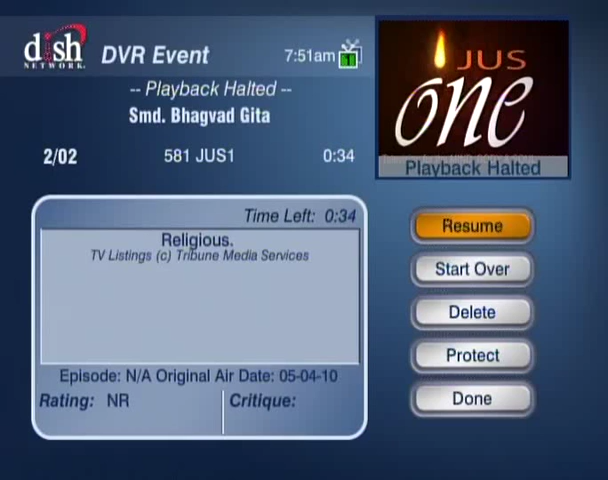 dish
NETWORK.
DVR Event
7:51am
1
-- Playback Halted --
Smd. Bhagvad Gita
2/02 581 JUS1 0:34
JUS
one
Playback Halted
Time Left: 0:34
Religious.
TV Listings (c) Tribune Media Services
Episode: N/A Original Air Date: 05-04-10
Rating: NR Critique:
Resume
Start Over
Delete
Protect
Done